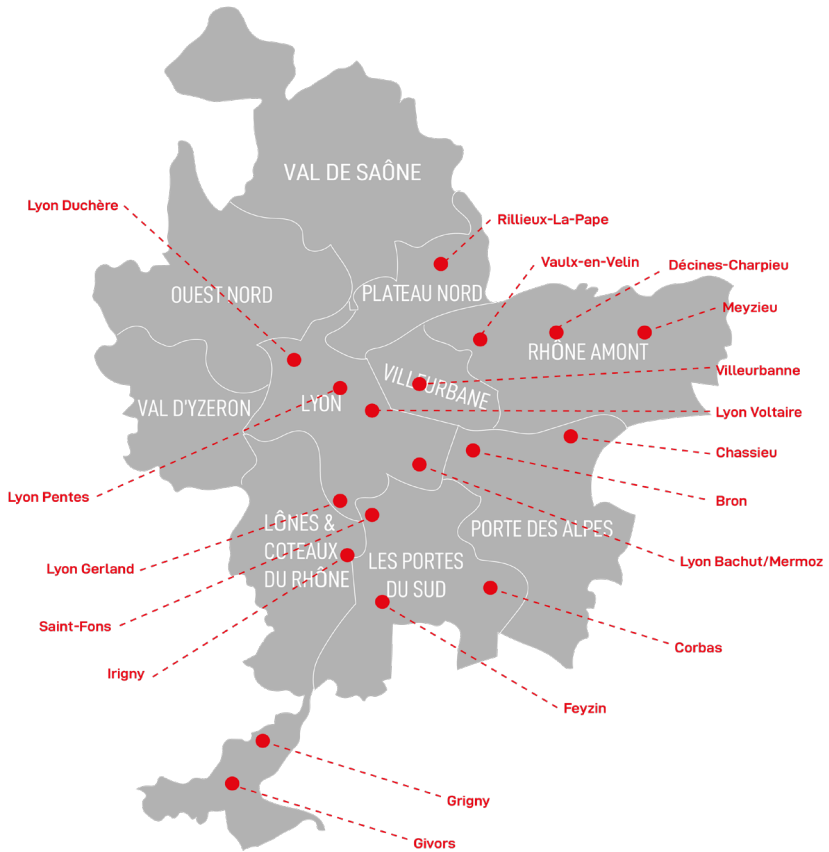 VAL DE SAÔNE
Lyon Duchère
Rillieux-La-Pape
Vaulx-en-Velin
Décines-Charpieu
OUEST NORD
PLATEAU NORD
Meyzieu
RHÔNE AMONT
Villeurbanne
VILLEURBANE
VAL D'YZERON
LYON
Lyon Voltaire
Chassieu
Lyon Pentes
Bron
LÔNES &
COTEAUX
DU RHÔNE
PORTE DES ALPES
LES PORTES
DU SUD
Lyon Bachut/Mermoz
Lyon Gerland
Saint-Fons
Corbas
Irigny
Feyzin
Grigny
Givors